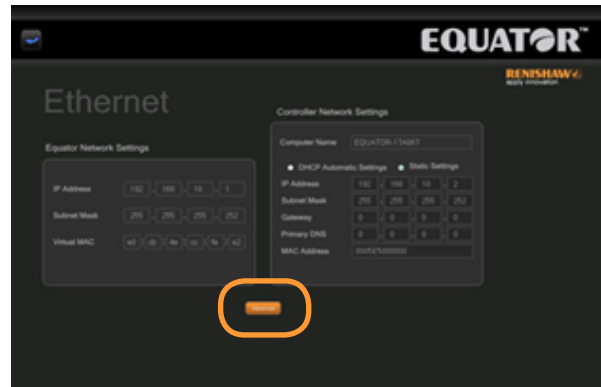 EQUATOR™
RENISHAW
apply innovation
Ethernet
Equator Network Settings
IP Address 192 . 168 . 10 . 1
Subnet Mask 255 . 255 . 255 . 252
Virtual MAC
Controller Network Settings
Computer Name EQUATOR-17A867
DHCP Automatic Settings Static Settings
IP Address 192 . 168 . 10 . 2
Subnet Mask 255 . 255 . 255 . 252
Gateway 0 . 0 . 0 . 0
Primary DNS 0 . 0 . 0 . 0
MAC Address
Advanced